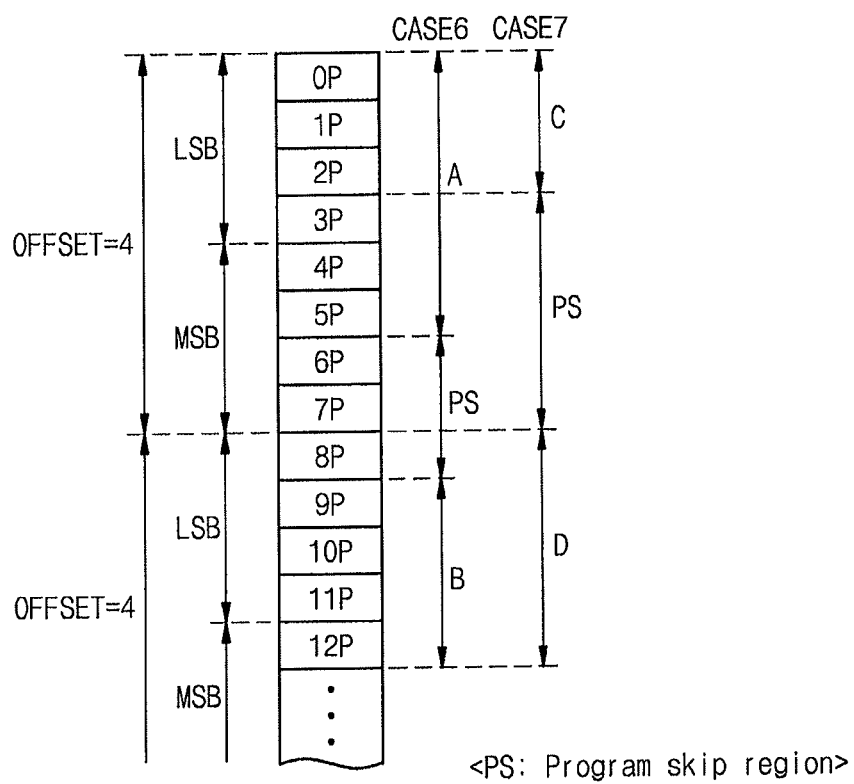 CASE6 CASE7
0P
1P
2P
3P
4P
5P
6P
7P
8P
9P
10P
11P
12P
LSB
MSB
LSB
MSB
OFFSET=4
OFFSET=4
A
PS
B
C
PS
D
<PS: Program skip region>